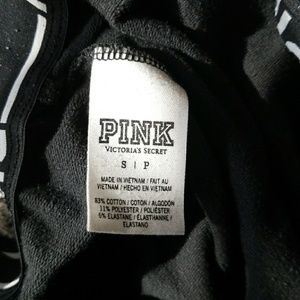 PINK
VICTORIA'S SECRET
S | P
MADE IN VIETNAM / FAIT AU
VIETNAM / HECHO EN VIETNAM
83% COTTON / COTON / ALGODÓN
11% POLYESTER / POLIÉSTER
6% ELASTANE / ÉLASTHANNE /
ELASTANO